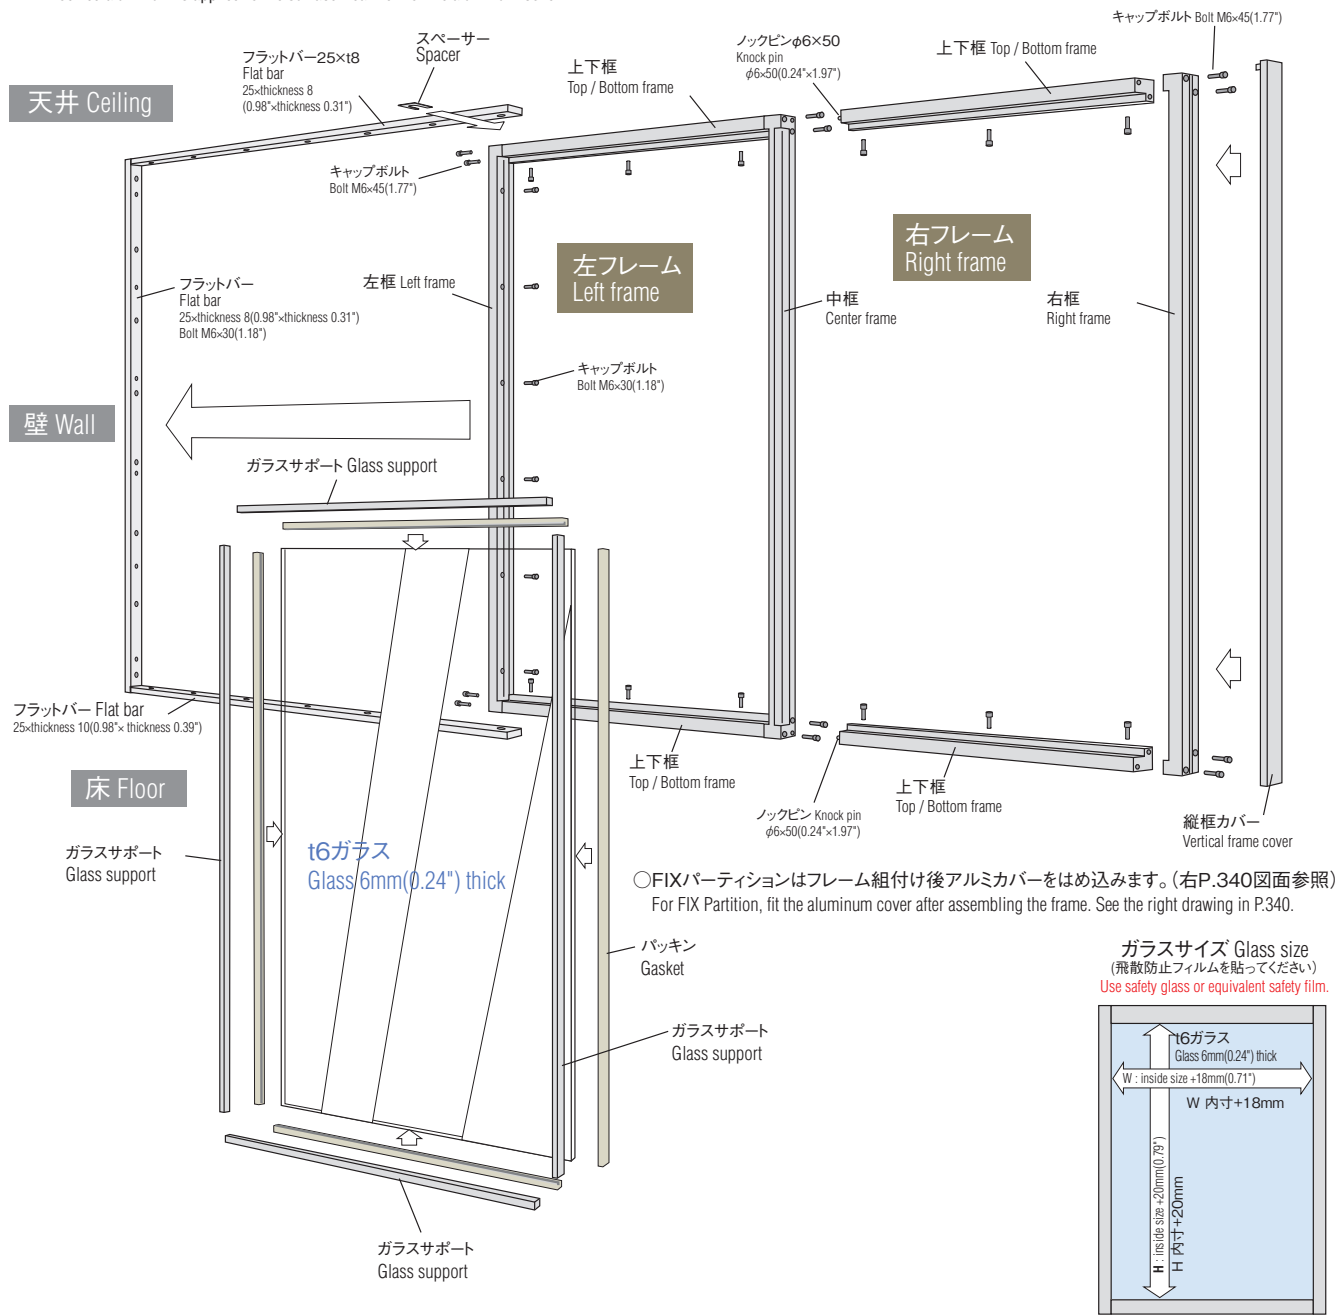 キャップボルト Bolt M6×45(1.77")
フラットバー25×t8
Flat bar
25×thickness 8
(0.98"×thickness 0.31")
スペーサー
Spacer
上下框
Top / Bottom frame
ノックピンφ6×50
Knock pin
φ6×50(0.24"×1.97")
上下框 Top / Bottom frame
天井 Ceiling
キャップボルト
Bolt M6×45(1.77")
フラットバー
Flat bar
25×thickness 8(0.98"×thickness 0.31")
Bolt M6×30(1.18")
左框 Left frame
左フレーム
Left frame
右フレーム
Right frame
中框
Center frame
右框
Right frame
キャップボルト
Bolt M6×30(1.18")
壁 Wall
ガラスサポート Glass support
フラットバー Flat bar
25×thickness 10(0.98"× thickness 0.39")
床 Floor
上下框
Top / Bottom frame
ノックピン Knock pin
φ6×50(0.24"×1.97")
上下框
Top / Bottom frame
縦框カバー
Vertical frame cover
ガラスサポート
Glass support
t6ガラス
Glass 6mm(0.24") thick
○FIXパーティションはフレーム組付け後アルミカバーをはめ込みます。(右P.340図面参照)
For FIX Partition, fit the aluminum cover after assembling the frame. See the right drawing in P.340.
パッキン
Gasket
ガラスサポート
Glass support
ガラスサポート
Glass support
ガラスサイズ Glass size
(飛散防止フィルムを貼ってください)
Use safety glass or equivalent safety film.
t6ガラス
Glass 6mm(0.24") thick
W : inside size +18mm(0.71")
W 内寸+18mm
H : inside size +20mm(0.79")
H 内寸+20mm